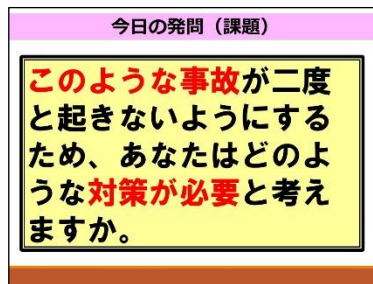 今日の発問（課題）
このような事故が二度
と起きないようにする
ため、あなたはどのよ
うな対策が必要と考え
ますか。